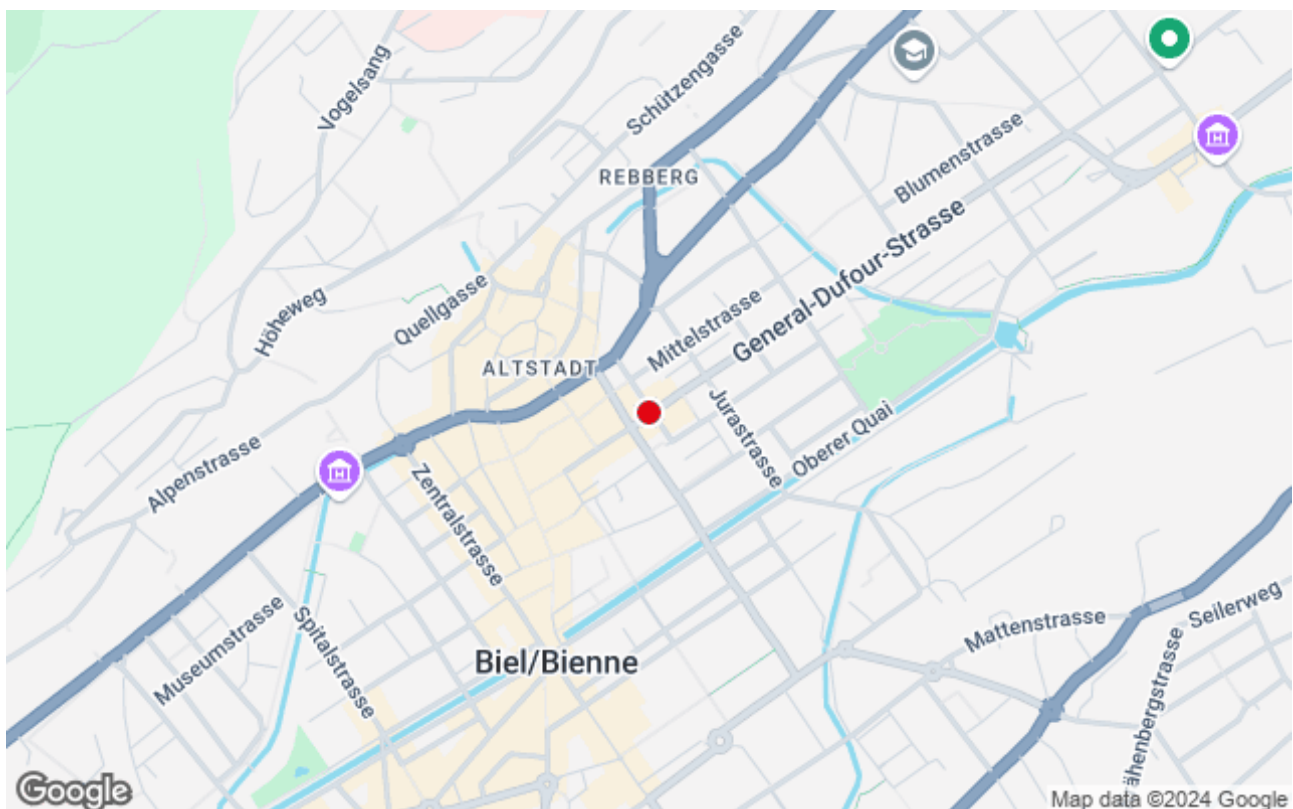 Vogelsang
Schützengasse
REBBERG
Blumenstrasse
General-Dufour-Strasse
Höheweg
Quellgasse
Mittelstrasse
ALTSTADT
Jurastrasse
Oberer Quai
Alpenstrasse
Zentralstrasse
Museumstrasse
Spitalstrasse
Biel/Bienne
Mattenstrasse
Seilerweg
ähenbergstrasse
Google
Map data ©2024 Google